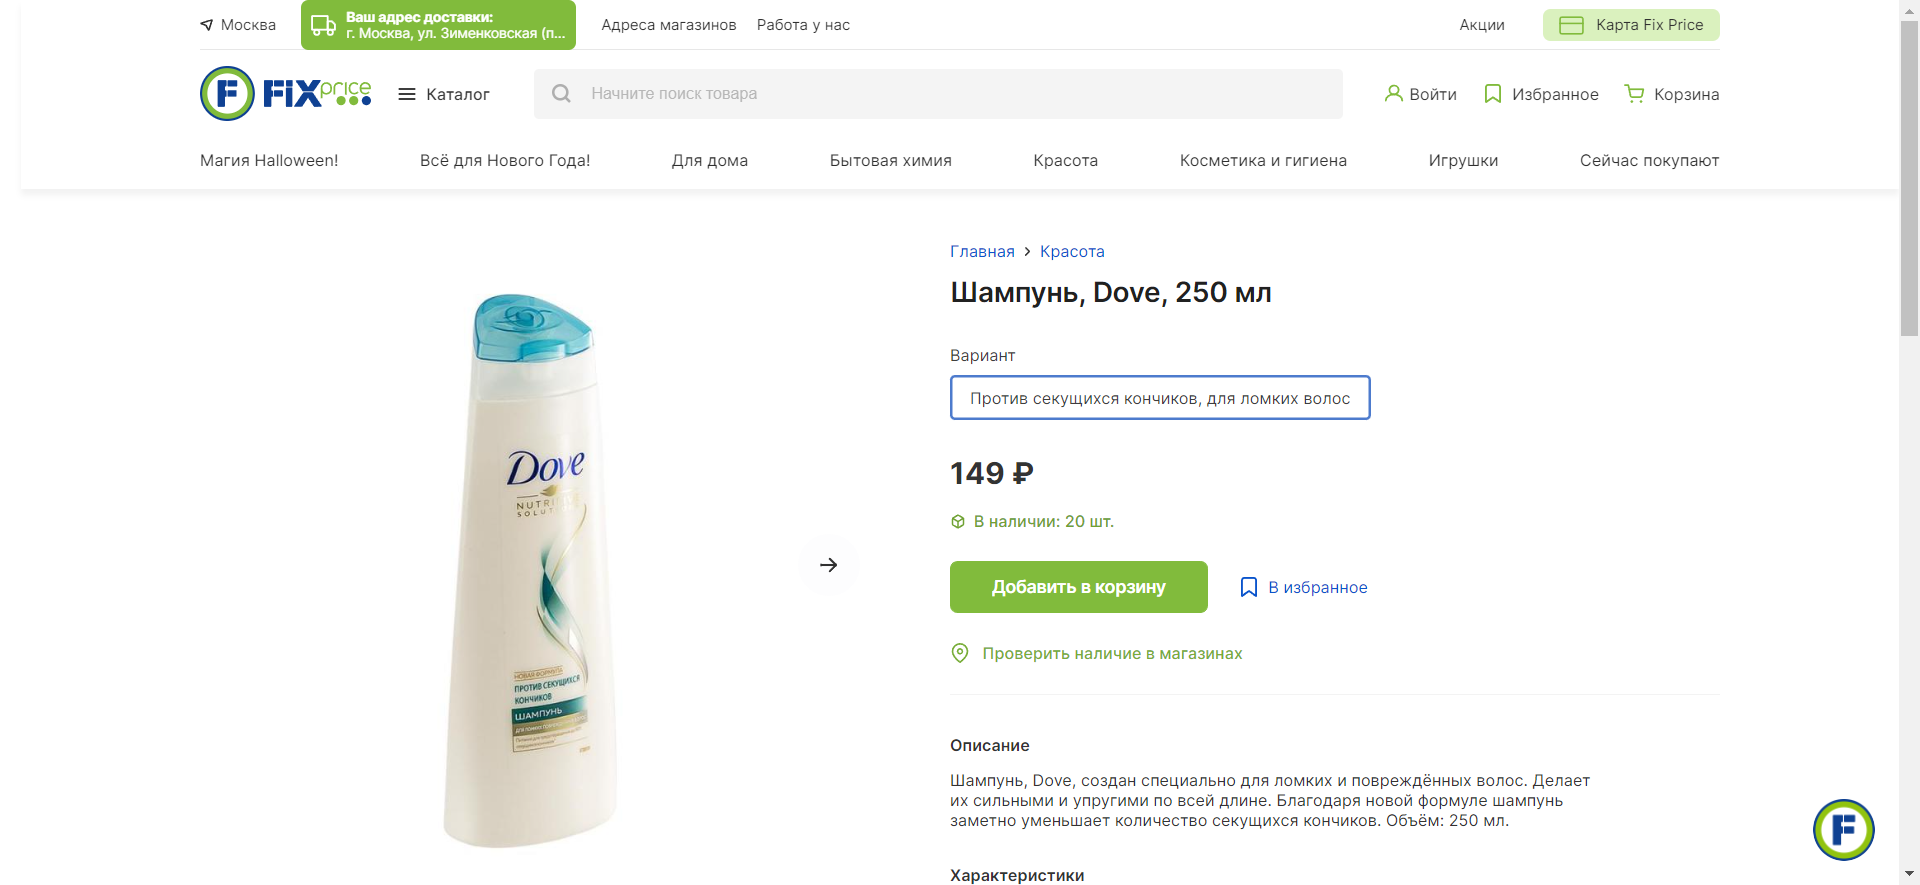 Москва
Ваш адрес доставки:
г. Москва, ул. Зименковская (п...
Адреса магазинов
Работа у нас
Акции
Карта Fix Price
F FIX price
Каталог
Начните поиск товара
Войти
Избранное
Корзина
Магия Halloween!
Всё для Нового Года!
Для дома
Бытовая химия
Красота
Косметика и гигиена
Игрушки
Сейчас покупают
Главная > Красота
Шампунь, Dove, 250 мл
Вариант
Против секущихся кончиков, для ломких волос
149 ₽
В наличии: 20 шт.
Добавить в корзину
В избранное
Проверить наличие в магазинах
Описание
Шампунь, Dove, создан специально для ломких и повреждённых волос. Делает
их сильными и упругими по всей длине. Благодаря новой формуле шампунь
заметно уменьшает количество секущихся кончиков. Объём: 250 мл.
Характеристики
Dove
НОВАЯ ФОРМУЛА
ПРОТИВ СЕКУЩИХСЯ
КОНЧИКОВ
ШАМПУНЬ
F